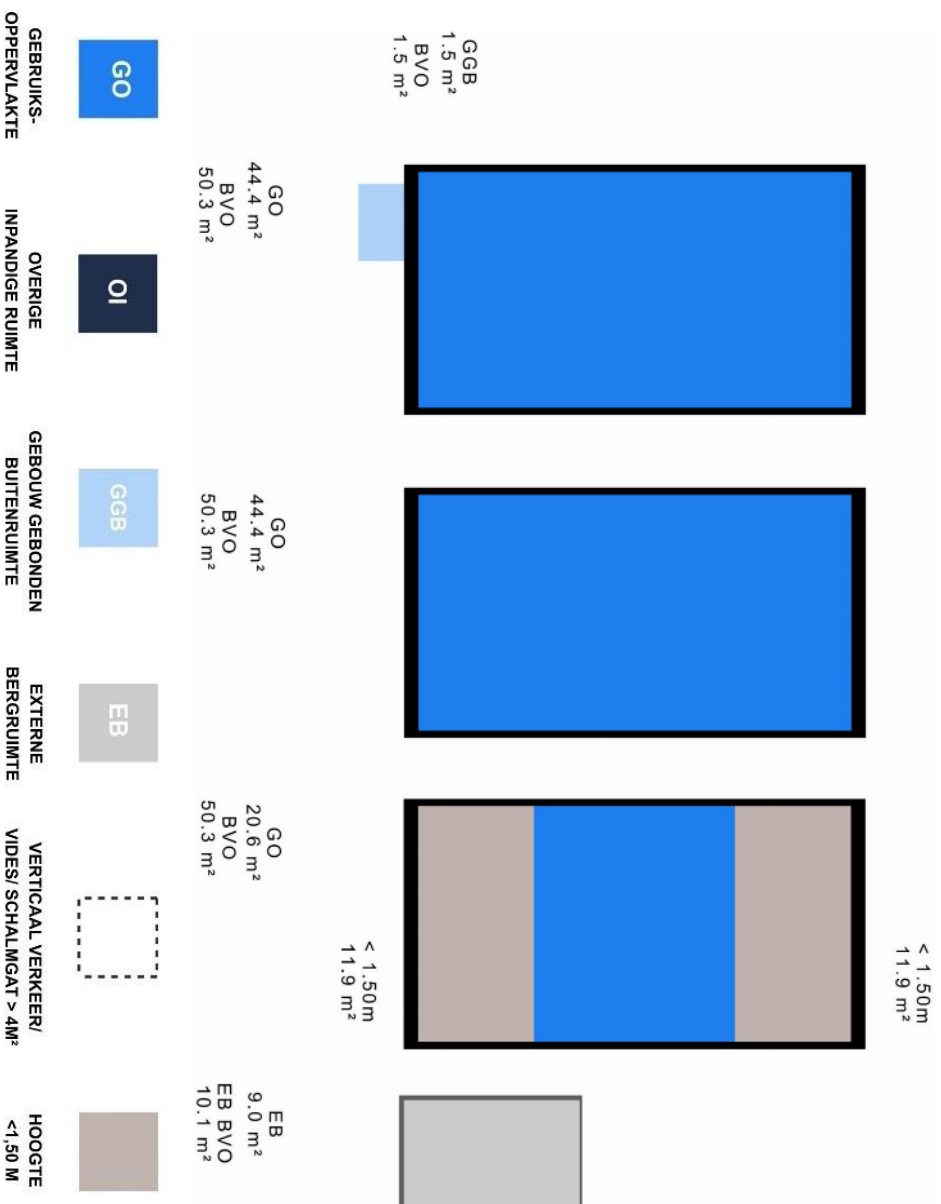 GGB
1.5 m²
BVO
1.5 m²
< 1.50m
11.9 m²
< 1.50m
11.9 m²
GO
44.4 m²
BVO
50.3 m²
GO
44.4 m²
BVO
50.3 m²
GO
20.6 m²
BVO
50.3 m²
EB
9.0 m²
EB BVO
10.1 m²
GO
OI
GGB
EB
GEBRUIKS-
OPPERVLAKTE
OVERIGE
INPANDIGE RUIMTE
GEBOUW GEBONDEN
BUITENRUIMTE
EXTERNE
BERGRUIMTE
VERTICAAL VERKEER/
VIDES/ SCHALMGAT > 4M²
HOOGTE
<1,50 M